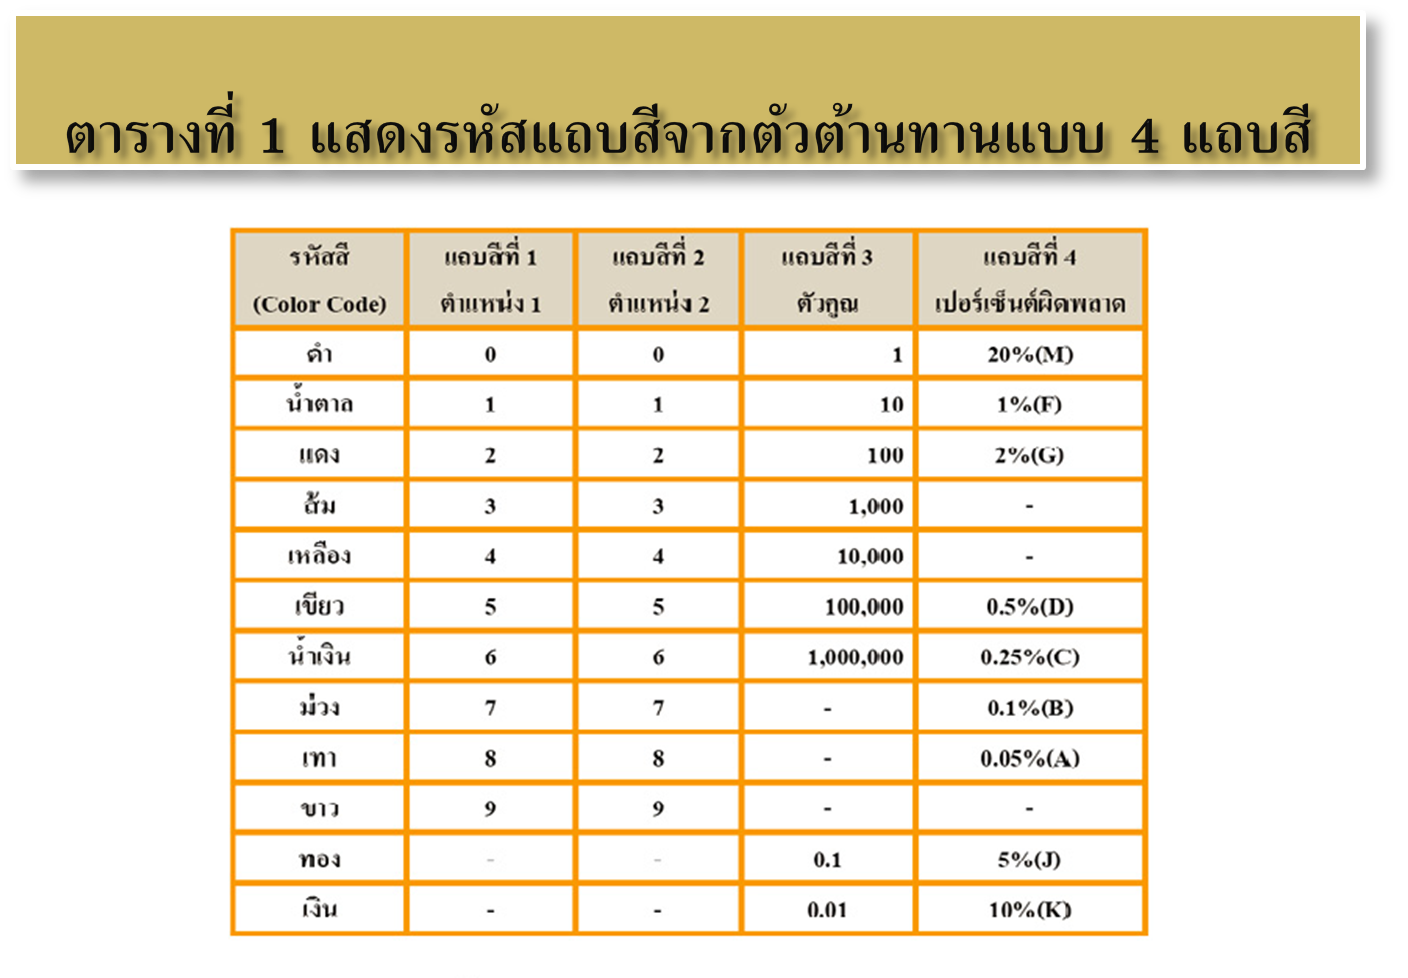 ตารางที่ 1 แสดงรหัสแถบสีจากตัวต้านทานแบบ 4 แถบสี
รหัสสี แถบสีที่ 1 แถบสีที่ 2 แถบสีที่ 3 แถบสีที่ 4
(Color Code) ตำแหน่ง 1 ตำแหน่ง 2 ตัวคูณ เปอร์เซ็นต์ผิดพลาด
ดำ 0 0 1 20%(M)
น้ำตาล 1 1 10 1%(F)
แดง 2 2 100 2%(G)
ส้ม 3 3 1,000 -
เหลือง 4 4 10,000 -
เขียว 5 5 100,000 0.5%(D)
น้ำเงิน 6 6 1,000,000 0.25%(C)
ม่วง 7 7 - 0.1%(B)
เทา 8 8 - 0.05%(A)
ขาว 9 9 - -
ทอง - - 0.1 5%(J)
เงิน - - 0.01 10%(K)